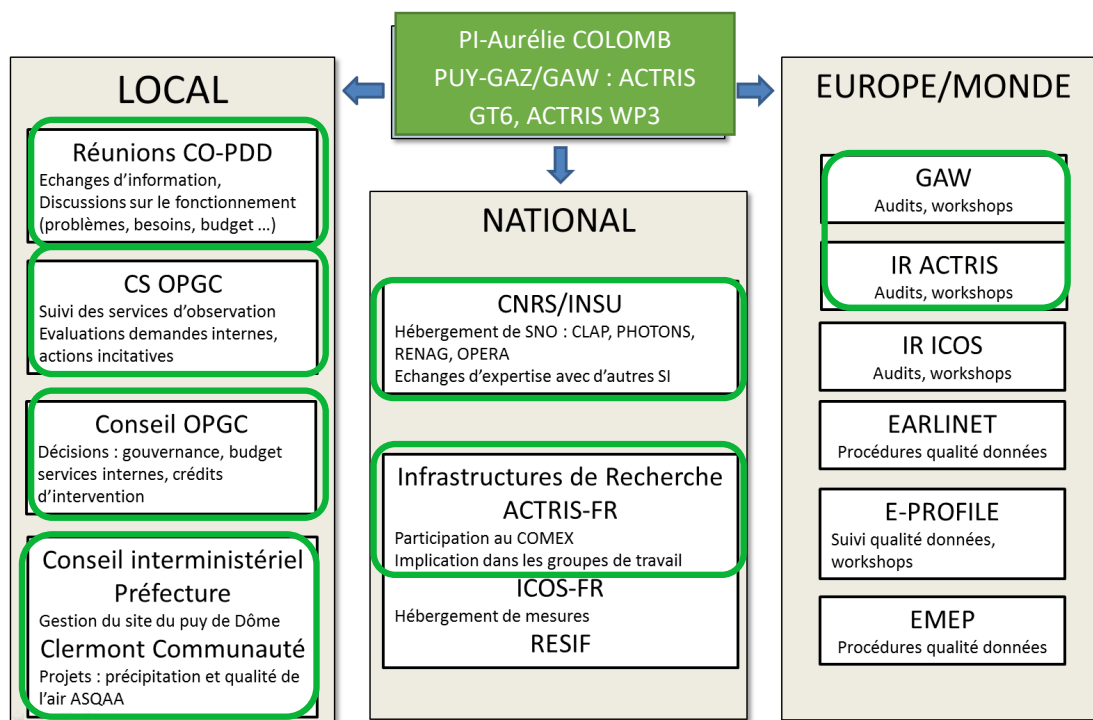 PI-Aurélie COLOMB
PUY-GAZ/GAW : ACTRIS
GT6, ACTRIS WP3
LOCAL
Réunions CO-PDD
Echanges d’information,
Discussions sur le fonctionnement
(problèmes, besoins, budget ...)
CS OPGC
Suivi des services d’observation
Evaluations demandes internes,
actions incitatives
Conseil OPGC
Décisions : gouvernance, budget
services internes, crédits
d’intervention
Conseil interministériel
Préfecture
Gestion du site du puy de Dôme
Clermont Communauté
Projets : précipitation et qualité de
l’air ASQAA
NATIONAL
CNRS/INSU
Hébergement de SNO : CLAP, PHOTONS,
RENAG, OPERA
Echanges d’expertise avec d’autres SI
Infrastructures de Recherche
ACTRIS-FR
Participation au COMEX
Implication dans les groupes de travail
ICOS-FR
Hébergement de mesures
RESIF
EUROPE/MONDE
GAW
Audits, workshops
IR ACTRIS
Audits, workshops
IR ICOS
Audits, workshops
EARLINET
Procédures qualité données
E-PROFILE
Suivi qualité données,
workshops
EMEP
Procédures qualité données